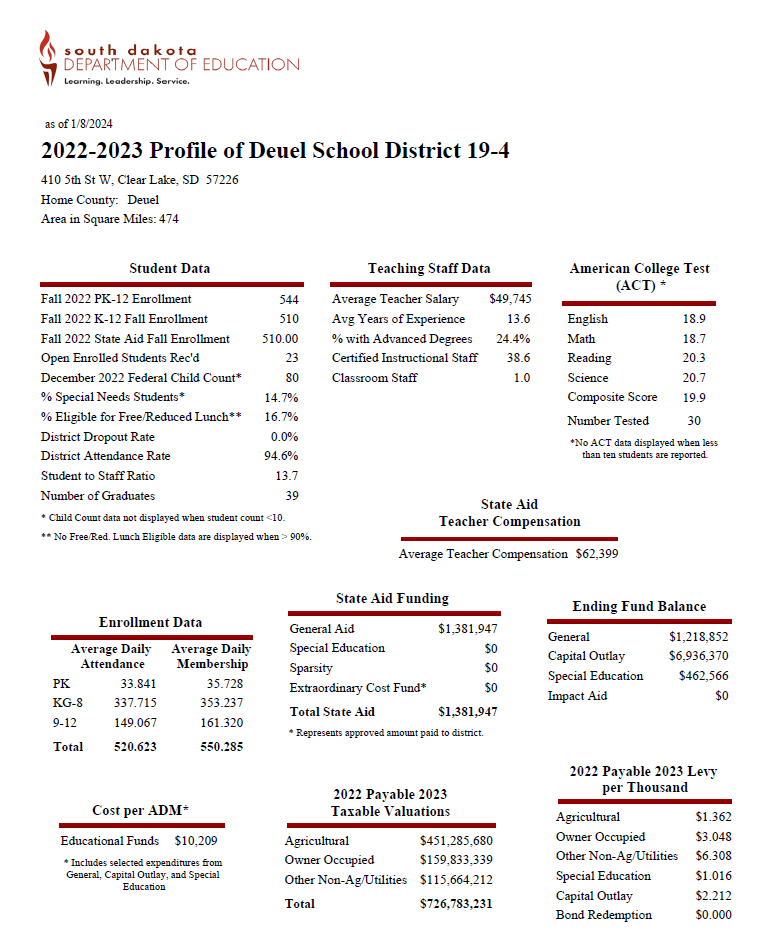 south dakota
DEPARTMENT OF EDUCATION
Learning. Leadership. Service.
as of 1/8/2024
2022-2023 Profile of Deuel School District 19-4
410 5th St W, Clear Lake, SD 57226
Home County: Deuel
Area in Square Miles: 474
Student Data
Fall 2022 PK-12 Enrollment 544
Fall 2022 K-12 Fall Enrollment 510
Fall 2022 State Aid Fall Enrollment 510.00
Open Enrolled Students Rec'd 23
December 2022 Federal Child Count* 80
% Special Needs Students* 14.7%
% Eligible for Free/Reduced Lunch** 16.7%
District Dropout Rate 0.0%
District Attendance Rate 94.6%
Student to Staff Ratio 13.7
Number of Graduates 39
* Child Count data not displayed when student count <10.
** No Free/Red. Lunch Eligible data are displayed when > 90%.
Teaching Staff Data
Average Teacher Salary $49,745
Avg Years of Experience 13.6
% with Advanced Degrees 24.4%
Certified Instructional Staff 38.6
Classroom Staff 1.0
American College Test
(ACT) *
English 18.9
Math 18.7
Reading 20.3
Science 20.7
Composite Score 19.9
Number Tested 30
*No ACT data displayed when less
than ten students are reported.
State Aid
Teacher Compensation
Average Teacher Compensation $62,399
Enrollment Data
Average Daily Average Daily
Attendance Membership
PK 33.841 35.728
KG-8 337.715 353.237
9-12 149.067 161.320
Total 520.623 550.285
State Aid Funding
General Aid $1,381,947
Special Education $0
Sparsity $0
Extraordinary Cost Fund* $0
Total State Aid $1,381,947
* Represents approved amount paid to district.
Ending Fund Balance
General $1,218,852
Capital Outlay $6,936,370
Special Education $462,566
Impact Aid $0
Cost per ADM*
Educational Funds $10,209
* Includes selected expenditures from
General, Capital Outlay, and Special
Education
2022 Payable 2023
Taxable Valuations
Agricultural $451,285,680
Owner Occupied $159,833,339
Other Non-Ag/Utilities $115,664,212
Total $726,783,231
2022 Payable 2023 Levy
per Thousand
Agricultural $1.362
Owner Occupied $3.048
Other Non-Ag/Utilities $6.308
Special Education $1.016
Capital Outlay $2.212
Bond Redemption $0.000